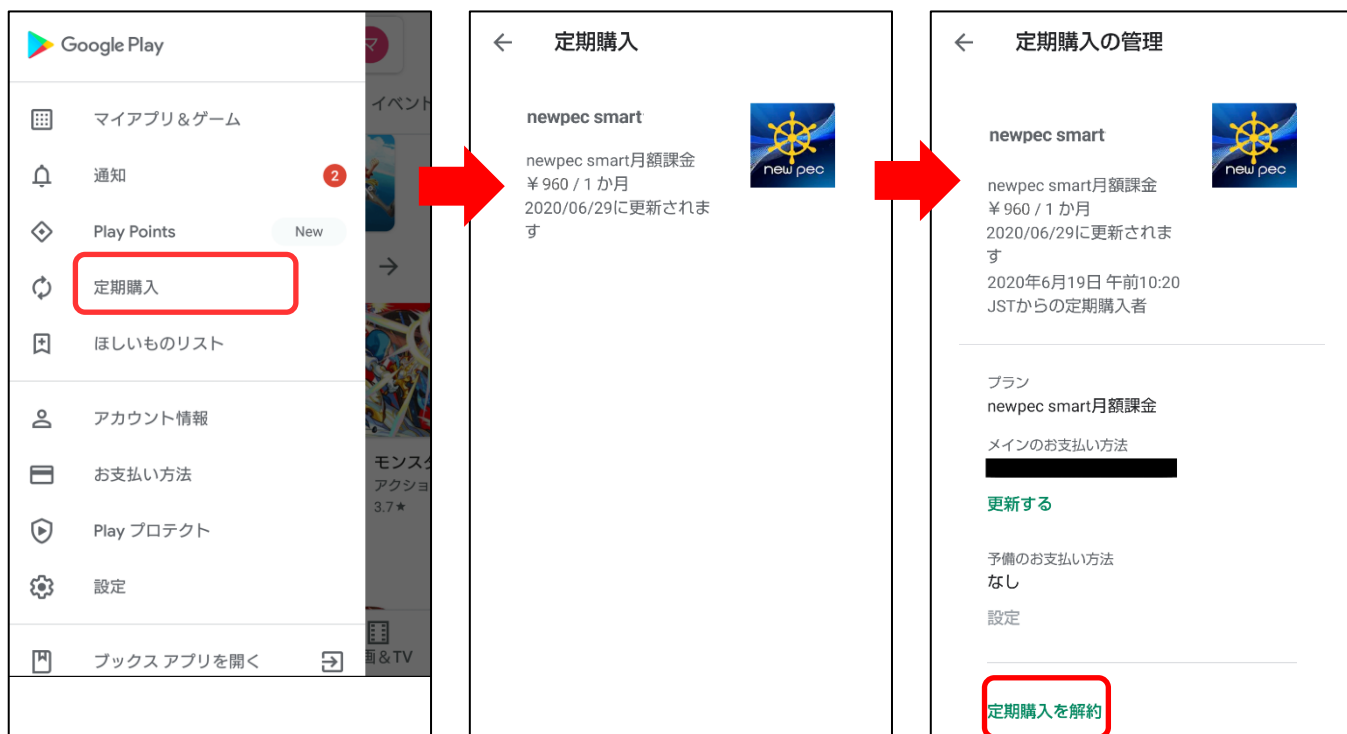 Google Play
マイアプリ＆ゲーム
通知
2
Play Points
New
定期購入
ほしいものリスト
アカウント情報
お支払い方法
Play プロテクト
設定
ブックス アプリを開く
マ
イベント
モンスタ
アクショ
3.7★
画＆TV
定期購入
newpec smart
newpec smart月額課金
￥960 / 1 か月
2020/06/29に更新されま
す
new pec
定期購入の管理
newpec smart
newpec smart月額課金
￥960 / 1 か月
2020/06/29に更新されま
す
2020年6月19日 午前10:20
JSTからの定期購入者
new pec
プラン
newpec smart月額課金
メインのお支払い方法
更新する
予備のお支払い方法
なし
設定
定期購入を解約